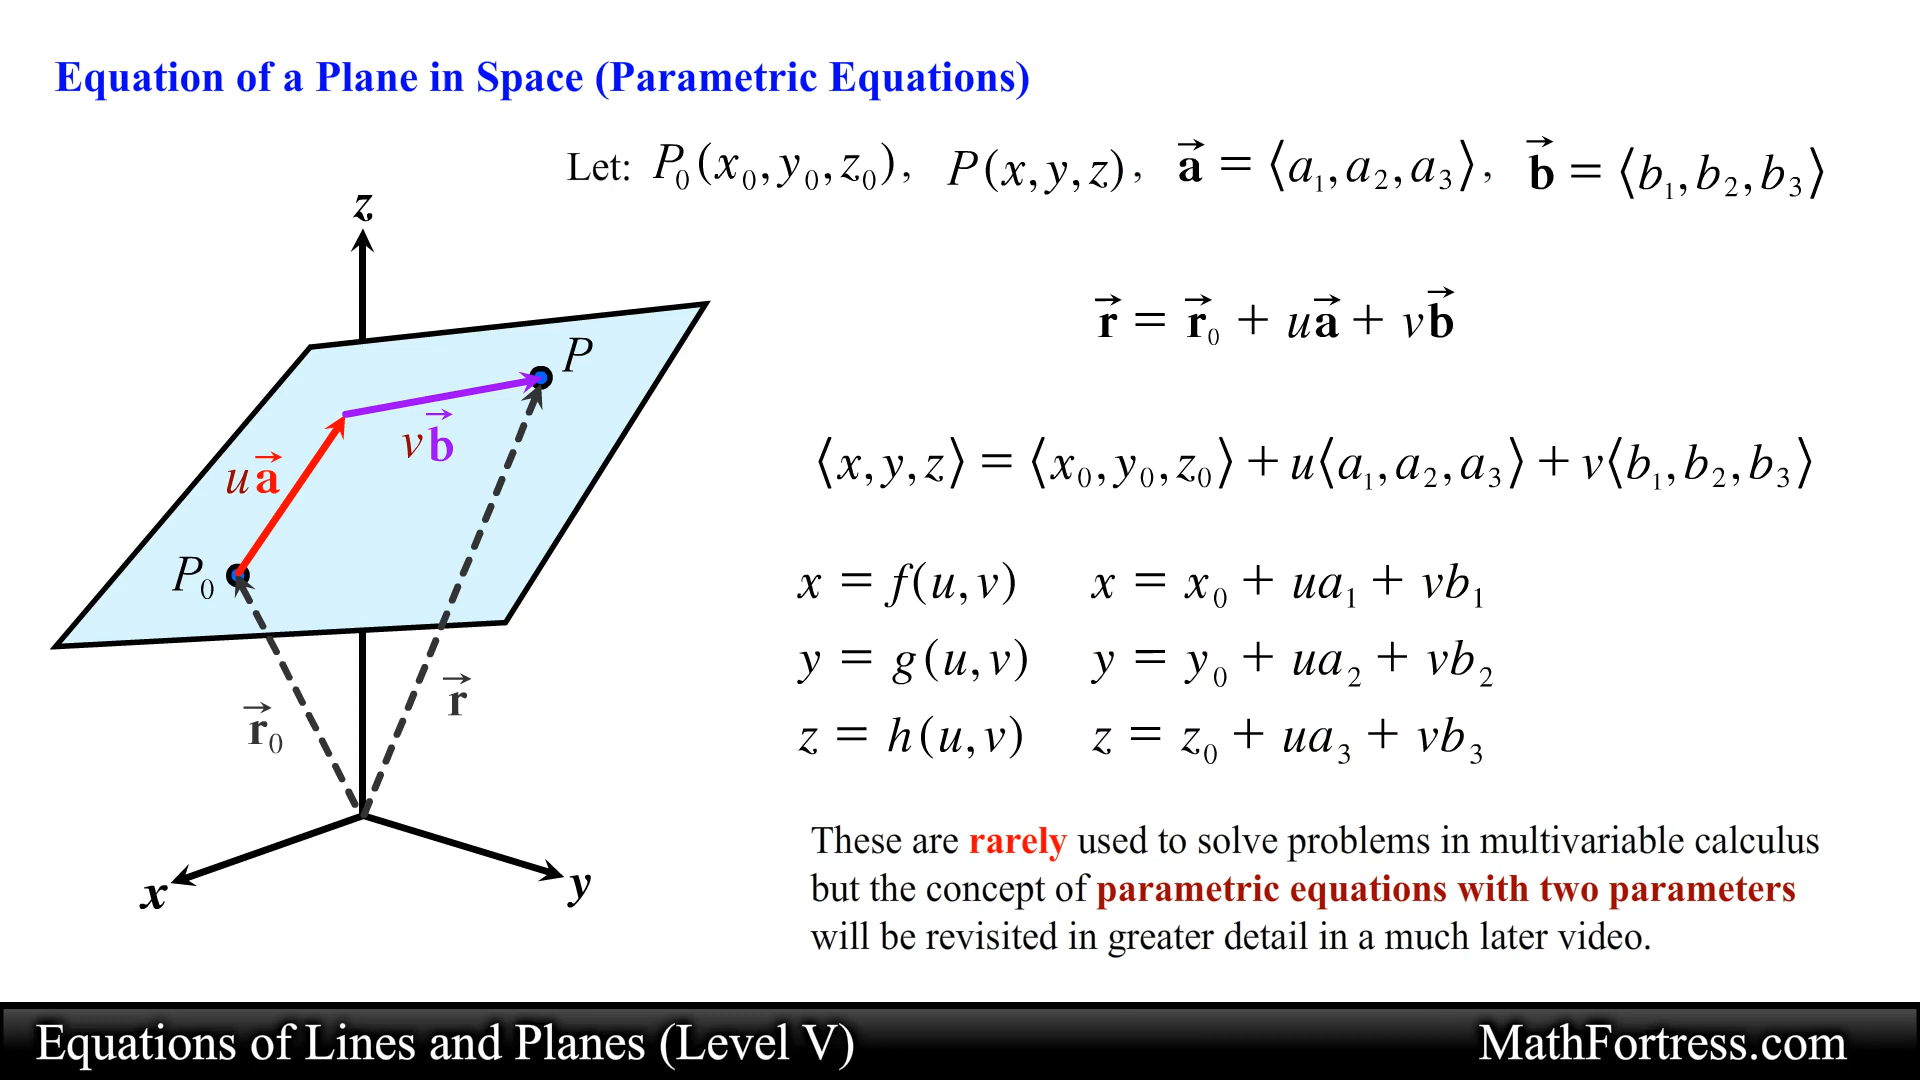 Equation of a Plane in Space (Parametric Equations)
Let: P₀(x₀, y₀, z₀), P(x, y, z), a⃗ = ⟨a₁, a₂, a₃⟩, b⃗ = ⟨b₁, b₂, b₃⟩
r⃗ = r⃗₀ + ua⃗ + vb⃗
⟨x, y, z⟩ = ⟨x₀, y₀, z₀⟩ + u⟨a₁, a₂, a₃⟩ + v⟨b₁, b₂, b₃⟩
x = f(u, v) x = x₀ + ua₁ + vb₁
y = g(u, v) y = y₀ + ua₂ + vb₂
z = h(u, v) z = z₀ + ua₃ + vb₃
z
P
vb⃗
ua⃗
P₀
r⃗
r⃗₀
x
y
These are rarely used to solve problems in multivariable calculus
but the concept of parametric equations with two parameters
will be revisited in greater detail in a much later video.
Equations of Lines and Planes (Level V)
MathFortress.com